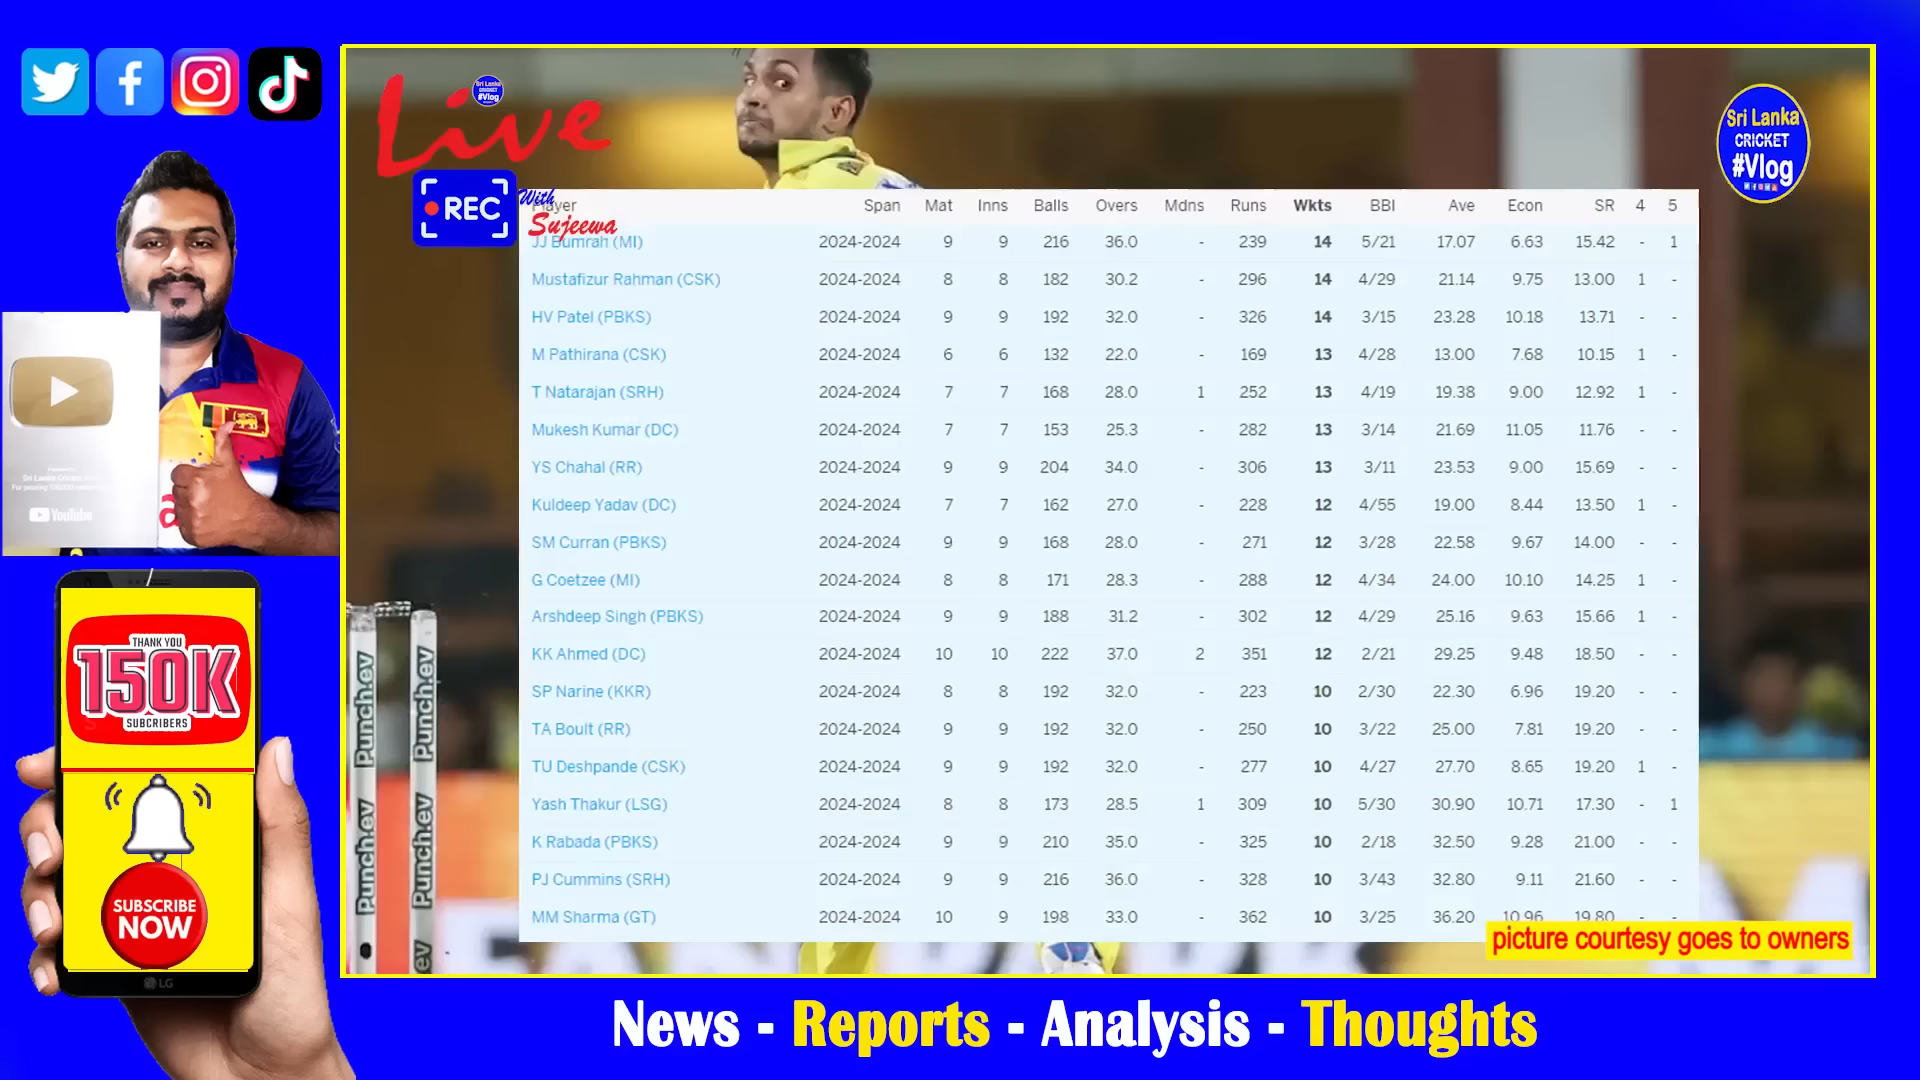 Live
Sri Lanka
CRICKET
#Vlog
REC
With
Sujeewa
Sri Lanka
CRICKET
#Vlog
Player Span Mat Inns Balls Overs Mdns Runs Wkts BBI Ave Econ SR 4 5
JJ Bumrah (MI) 2024-2024 9 9 216 36.0 - 239 14 5/21 17.07 6.63 15.42 - 1
Mustafizur Rahman (CSK) 2024-2024 8 8 182 30.2 - 296 14 4/29 21.14 9.75 13.00 1 -
HV Patel (PBKS) 2024-2024 9 9 192 32.0 - 326 14 3/15 23.28 10.18 13.71 - -
M Pathirana (CSK) 2024-2024 6 6 132 22.0 - 169 13 4/28 13.00 7.68 10.15 1 -
T Natarajan (SRH) 2024-2024 7 7 168 28.0 1 252 13 4/19 19.38 9.00 12.92 1 -
Mukesh Kumar (DC) 2024-2024 7 7 153 25.3 - 282 13 3/14 21.69 11.05 11.76 - -
YS Chahal (RR) 2024-2024 9 9 204 34.0 - 306 13 3/11 23.53 9.00 15.69 - -
Kuldeep Yadav (DC) 2024-2024 7 7 162 27.0 - 228 12 4/55 19.00 8.44 13.50 1 -
SM Curran (PBKS) 2024-2024 9 9 168 28.0 - 271 12 3/28 22.58 9.67 14.00 - -
G Coetzee (MI) 2024-2024 8 8 171 28.3 - 288 12 4/34 24.00 10.10 14.25 1 -
Arshdeep Singh (PBKS) 2024-2024 9 9 188 31.2 - 302 12 4/29 25.16 9.63 15.66 1 -
KK Ahmed (DC) 2024-2024 10 10 222 37.0 2 351 12 2/21 29.25 9.48 18.50 - -
SP Narine (KKR) 2024-2024 8 8 192 32.0 - 223 10 2/30 22.30 6.96 19.20 - -
TA Boult (RR) 2024-2024 9 9 192 32.0 - 250 10 3/22 25.00 7.81 19.20 - -
TU Deshpande (CSK) 2024-2024 9 9 192 32.0 - 277 10 4/27 27.70 8.65 19.20 1 -
Yash Thakur (LSG) 2024-2024 8 8 173 28.5 1 309 10 5/30 30.90 10.71 17.30 - 1
K Rabada (PBKS) 2024-2024 9 9 210 35.0 - 325 10 2/18 32.50 9.28 21.00 - -
PJ Cummins (SRH) 2024-2024 9 9 216 36.0 - 328 10 3/43 32.80 9.11 21.60 - -
MM Sharma (GT) 2024-2024 10 9 198 33.0 - 362 10 3/25 36.20 10.96 19.80 - -
picture courtesy goes to owners
Sri Lanka Cricket
YouTube
THANK YOU
150K
SUBCRIBERS
SUBSCRIBE
NOW
LG
Punch.ev
Punch.ev
Punch.ev
Punch.ev
ev
News - Reports - Analysis - Thoughts